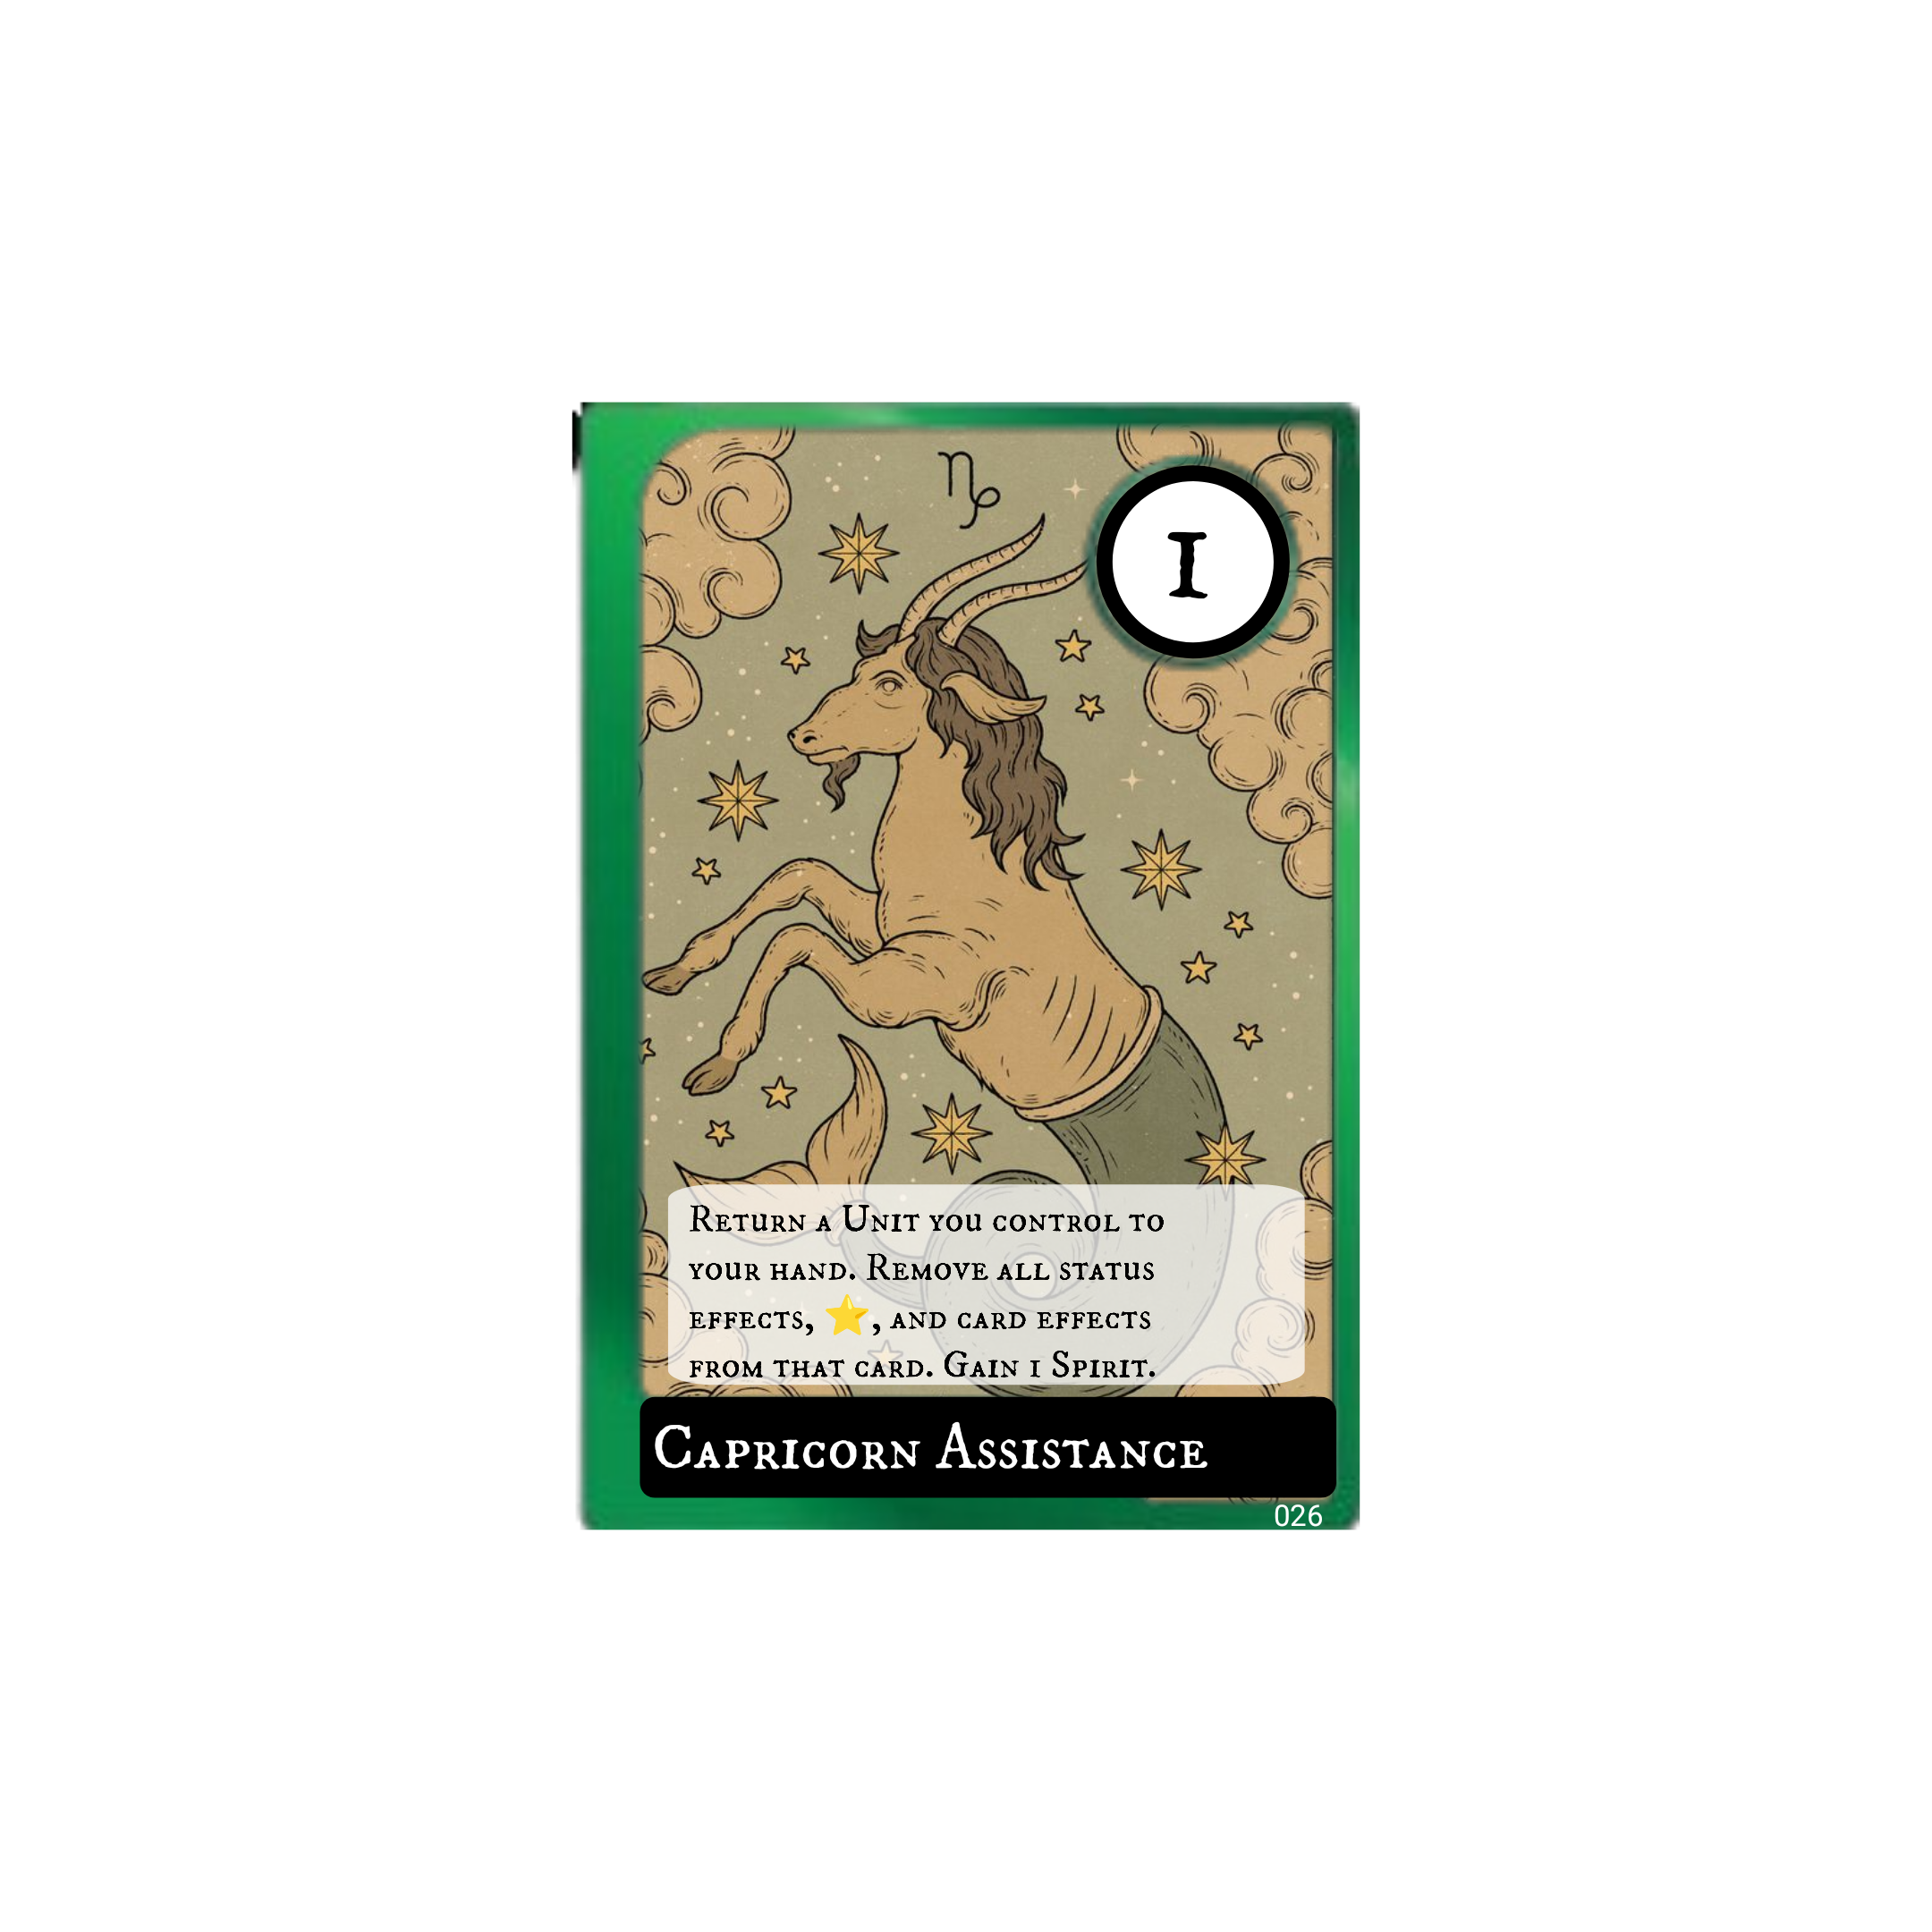 ♑
1
Return a Unit you control to
your hand. Remove all status
effects, ⭐, and card effects
from that card. Gain 1 Spirit.
Capricorn Assistance
026